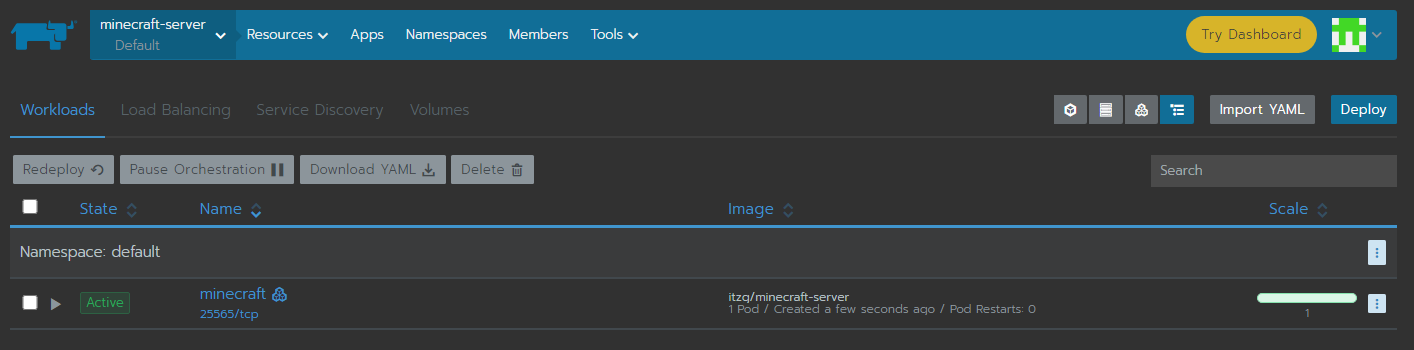 minecraft-server
Default
Resources Apps Namespaces Members Tools Try Dashboard
Workloads Load Balancing Service Discovery Volumes Import YAML Deploy
Redeploy Pause Orchestration Download YAML Delete Search
State Name Image Scale
Namespace: default
Active minecraft itzg/minecraft-server
25565/tcp 1 Pod / Created a few seconds ago / Pod Restarts: 0 1